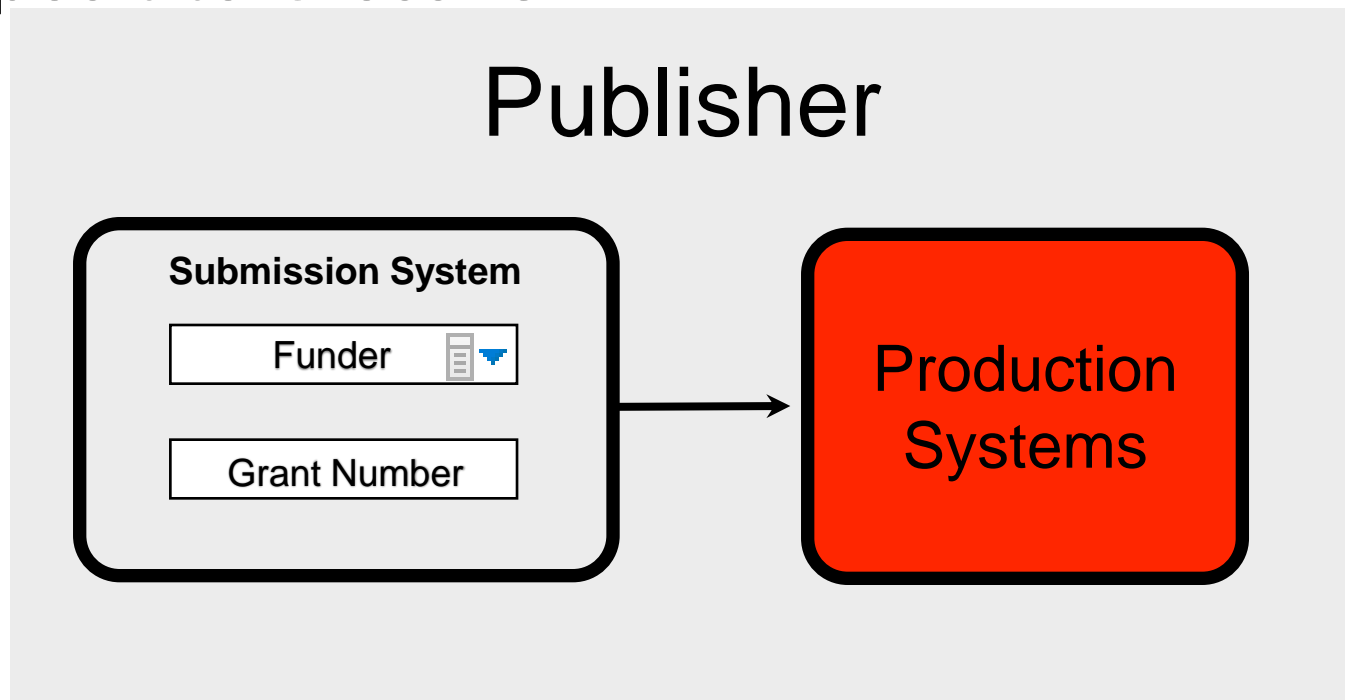 Publisher
Submission System
Funder
Grant Number
Production
Systems